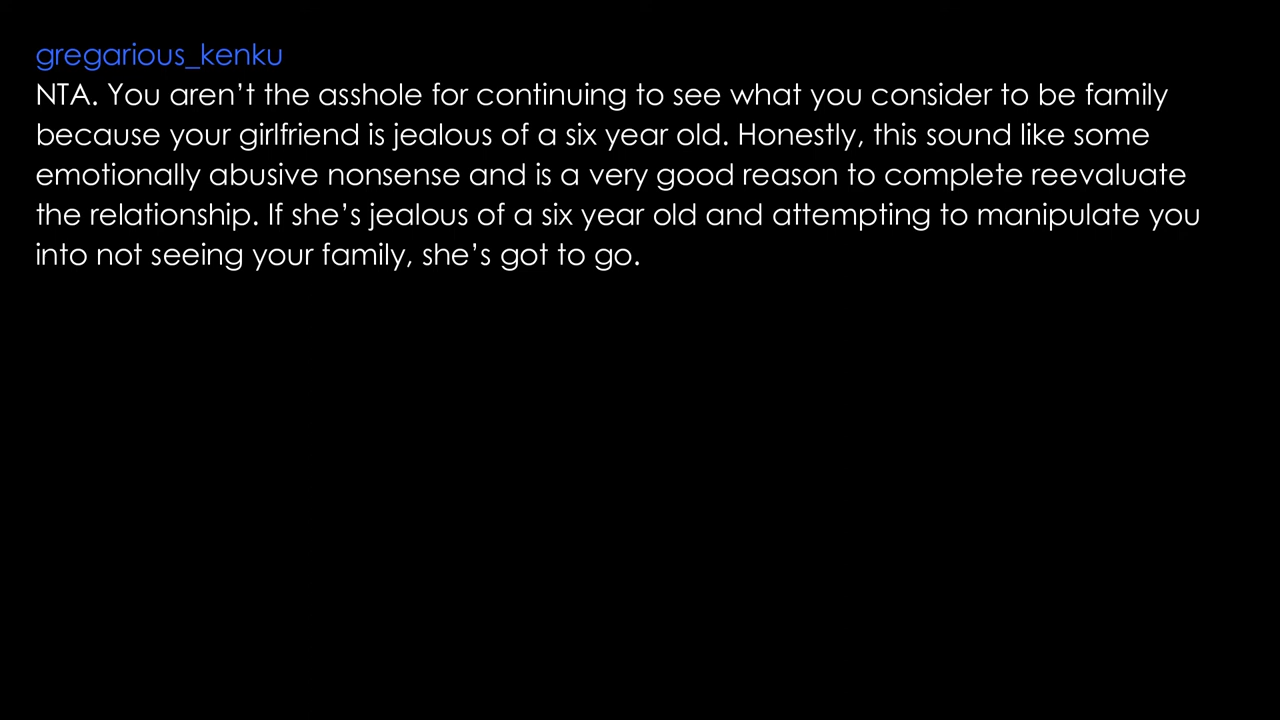 gregarious_kenku
NTA. You aren’t the asshole for continuing to see what you consider to be family
because your girlfriend is jealous of a six year old. Honestly, this sound like some
emotionally abusive nonsense and is a very good reason to complete reevaluate
the relationship. If she’s jealous of a six year old and attempting to manipulate you
into not seeing your family, she’s got to go.